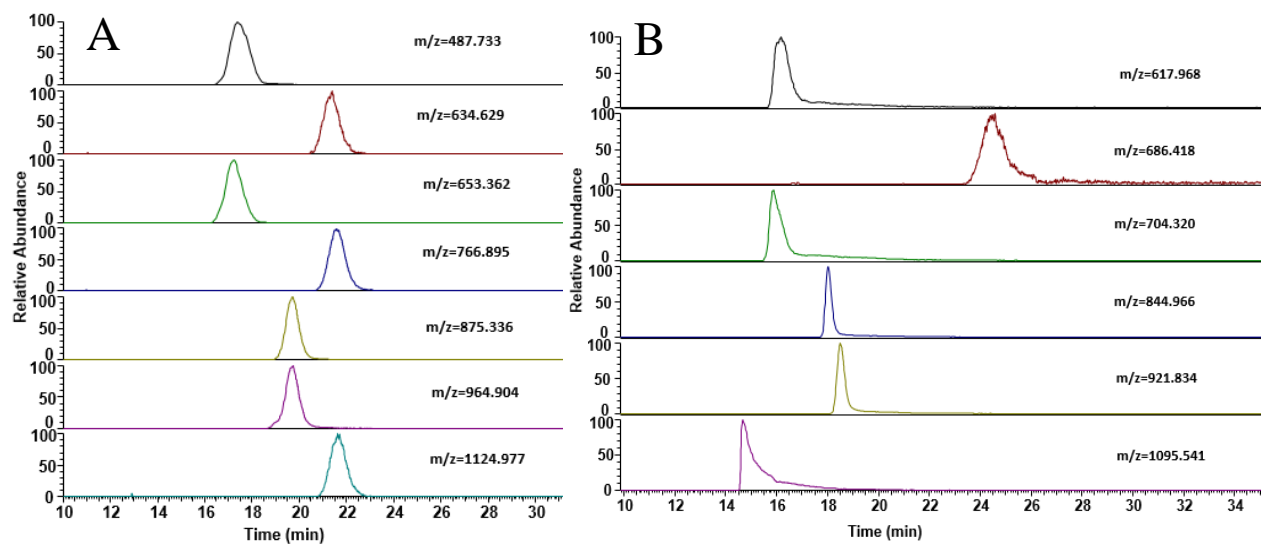 A
100
50
0
m/z=487.733
100
50
0
m/z=634.629
100
50
0
m/z=653.362
100
50
0
m/z=766.895
100
50
0
m/z=875.336
100
50
0
m/z=964.904
100
50
0
m/z=1124.977
Relative Abundance
10 12 14 16 18 20 22 24 26 28 30
Time (min)
B
100
50
0
m/z=617.968
100
50
0
m/z=686.418
100
50
0
m/z=704.320
100
50
0
m/z=844.966
100
50
0
m/z=921.834
100
50
0
m/z=1095.541
Relative Abundance
10 12 14 16 18 20 22 24 26 28 30 32 34
Time (min)